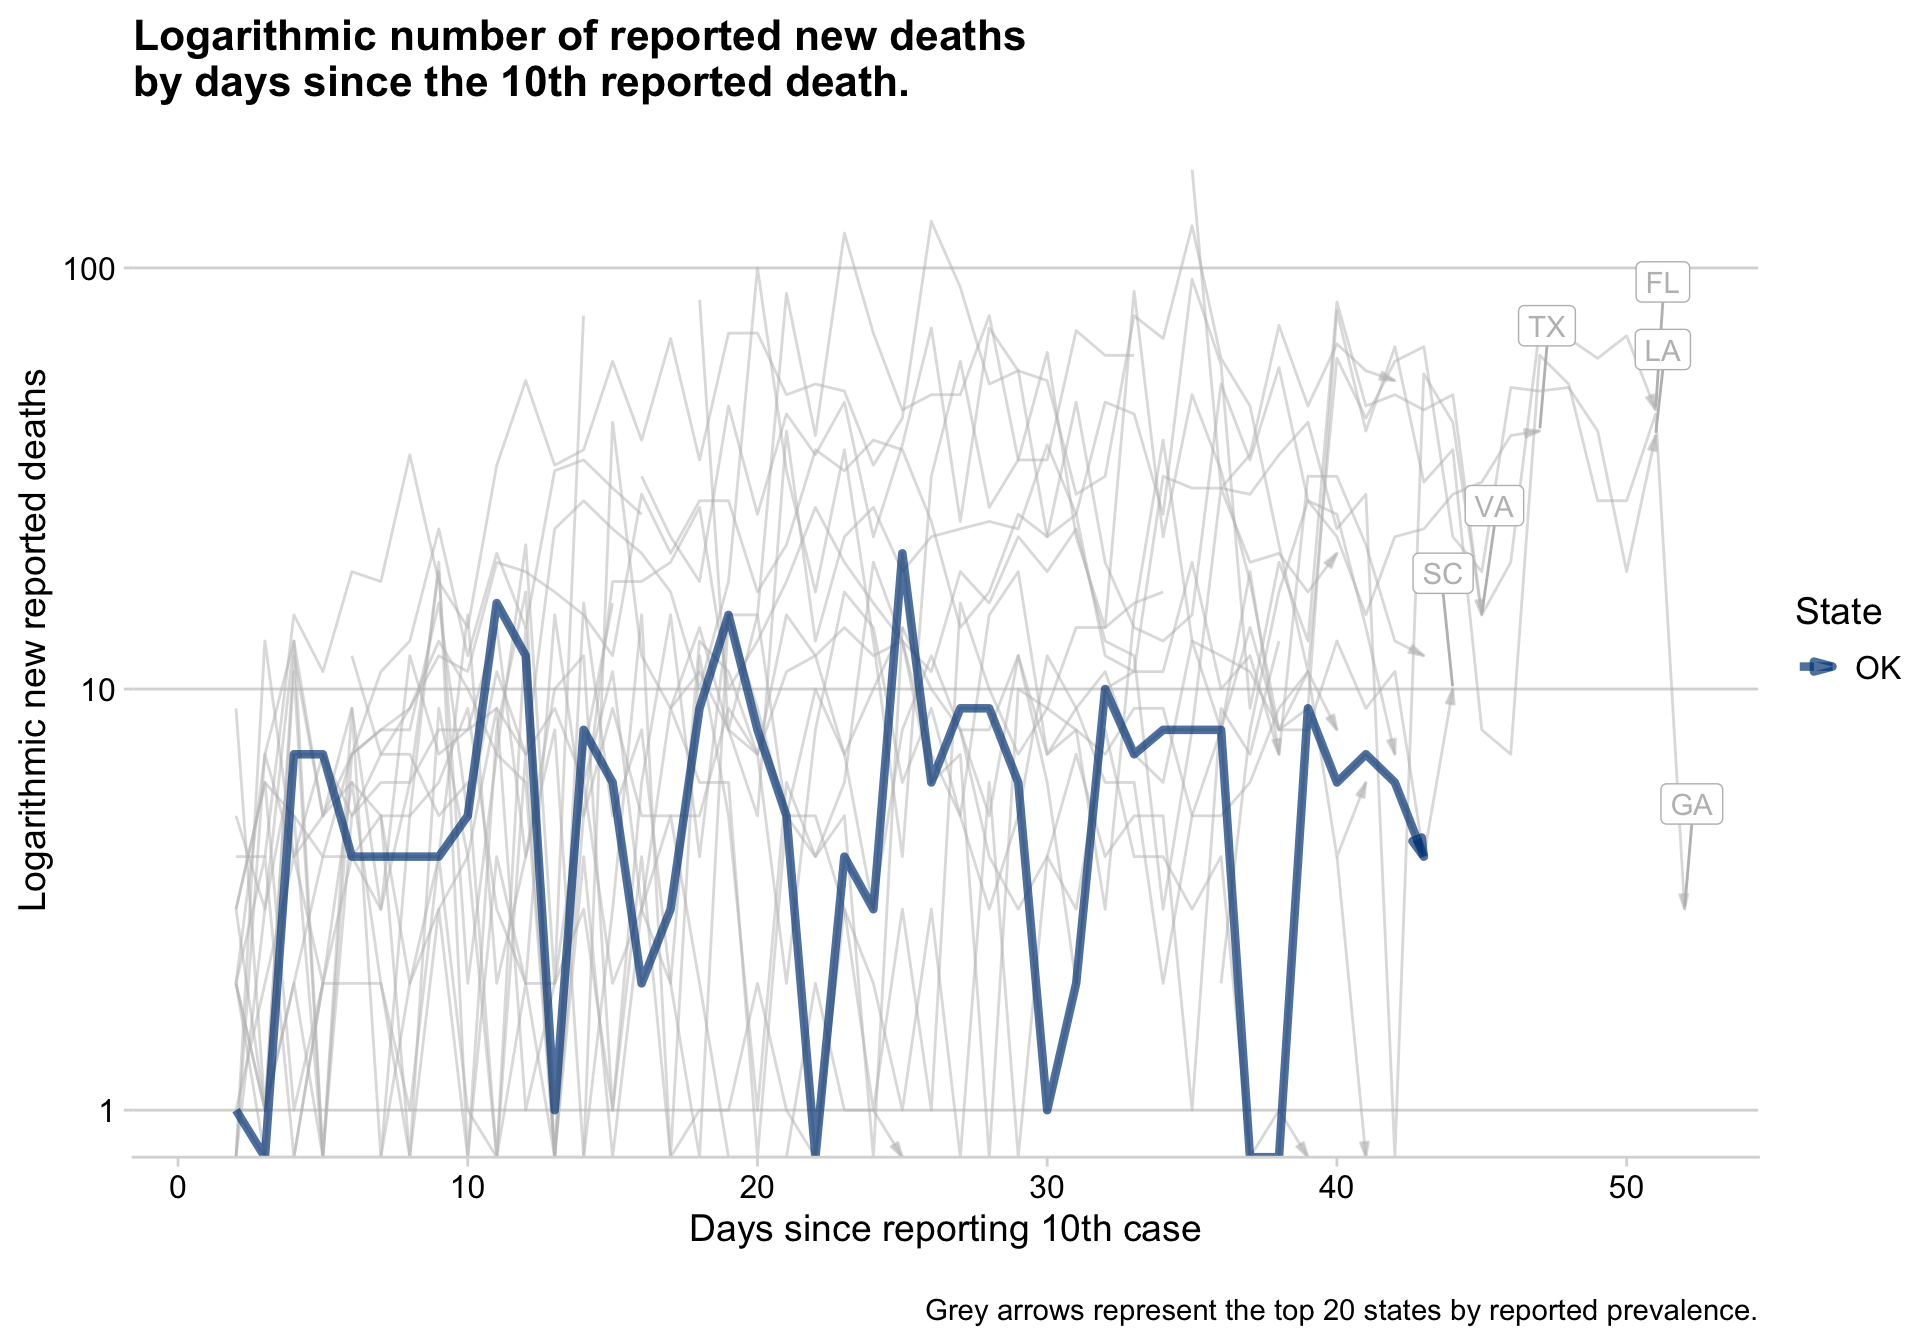 Logarithmic number of reported new deaths
by days since the 10th reported death.
Logarithmic new reported deaths
100
10
1
FL
TX
LA
VA
SC
GA
State
OK
0 10 20 30 40 50
Days since reporting 10th case
Grey arrows represent the top 20 states by reported prevalence.